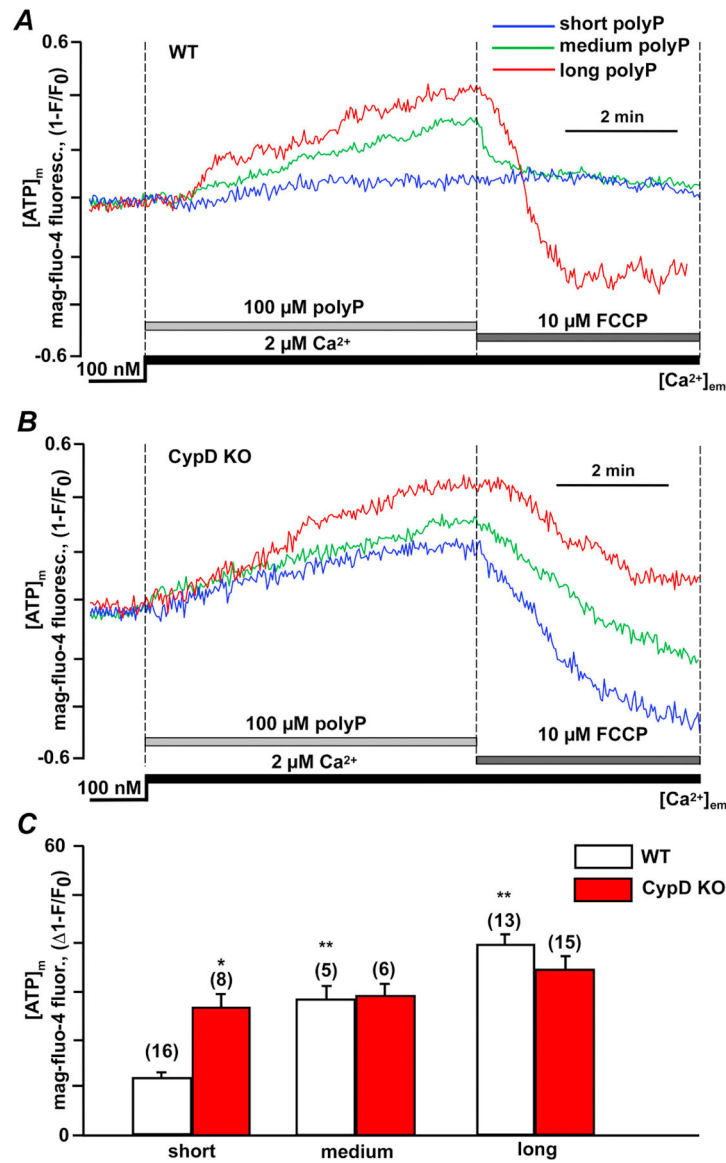 A
0.6
WT
short polyP
medium polyP
long polyP
2 min
[ATP]m
mag-fluo-4 fluoresc., (1-F/F0)
100 µM polyP
10 µM FCCP
2 µM Ca2+
-0.6
100 nM
[Ca2+]em
B
0.6
CypD KO
2 min
[ATP]m
mag-fluo-4 fluoresc., (1-F/F0)
100 µM polyP
10 µM FCCP
2 µM Ca2+
-0.6
100 nM
[Ca2+]em
C
60
WT
CypD KO
[ATP]m
mag-fluo-4 fluor., (Δ1-F/F0)
** 
(13)
(15)
*
(8)
**
(5)
(6)
(16)
0
short medium long